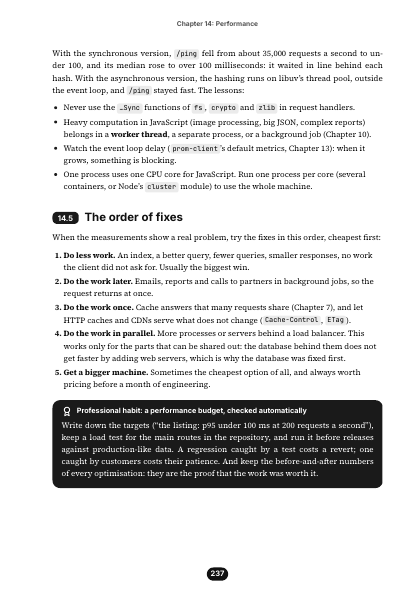 Chapter 14: Performance
With the synchronous version, /ping fell from about 35,000 requests a second to un-
der 100, and its median rose to over 100 milliseconds: it waited in line behind each
hash. With the asynchronous version, the hashing runs on libuv's thread pool, outside
the event loop, and /ping stayed fast. The lessons:
• Never use the …Sync functions of fs, crypto and zlib in request handlers.
• Heavy computation in JavaScript (image processing, big JSON, complex reports)
belongs in a worker thread, a separate process, or a background job (Chapter 10).
• Watch the event loop delay (prom-client's default metrics, Chapter 13): when it
grows, something is blocking.
• One process uses one CPU core for JavaScript. Run one process per core (several
containers, or Node's cluster module) to use the whole machine.
14.5 The order of fixes
When the measurements show a real problem, try the fixes in this order, cheapest first:
1. Do less work. An index, a better query, fewer queries, smaller responses, no work
the client did not ask for. Usually the biggest win.
2. Do the work later. Emails, reports and calls to partners in background jobs, so the
request returns at once.
3. Do the work once. Cache answers that many requests share (Chapter 7), and let
HTTP caches and CDNs serve what does not change (Cache-Control, ETag).
4. Do the work in parallel. More processes or servers behind a load balancer. This
works only for the parts that can be shared out: the database behind them does not
get faster by adding web servers, which is why the database was fixed first.
5. Get a bigger machine. Sometimes the cheapest option of all, and always worth
pricing before a month of engineering.
Professional habit: a performance budget, checked automatically
Write down the targets ("the listing: p95 under 100 ms at 200 requests a second"),
keep a load test for the main routes in the repository, and run it before releases
against production-like data. A regression caught by a test costs a revert; one
caught by customers costs their patience. And keep the before-and-after numbers
of every optimisation: they are the proof that the work was worth it.
237